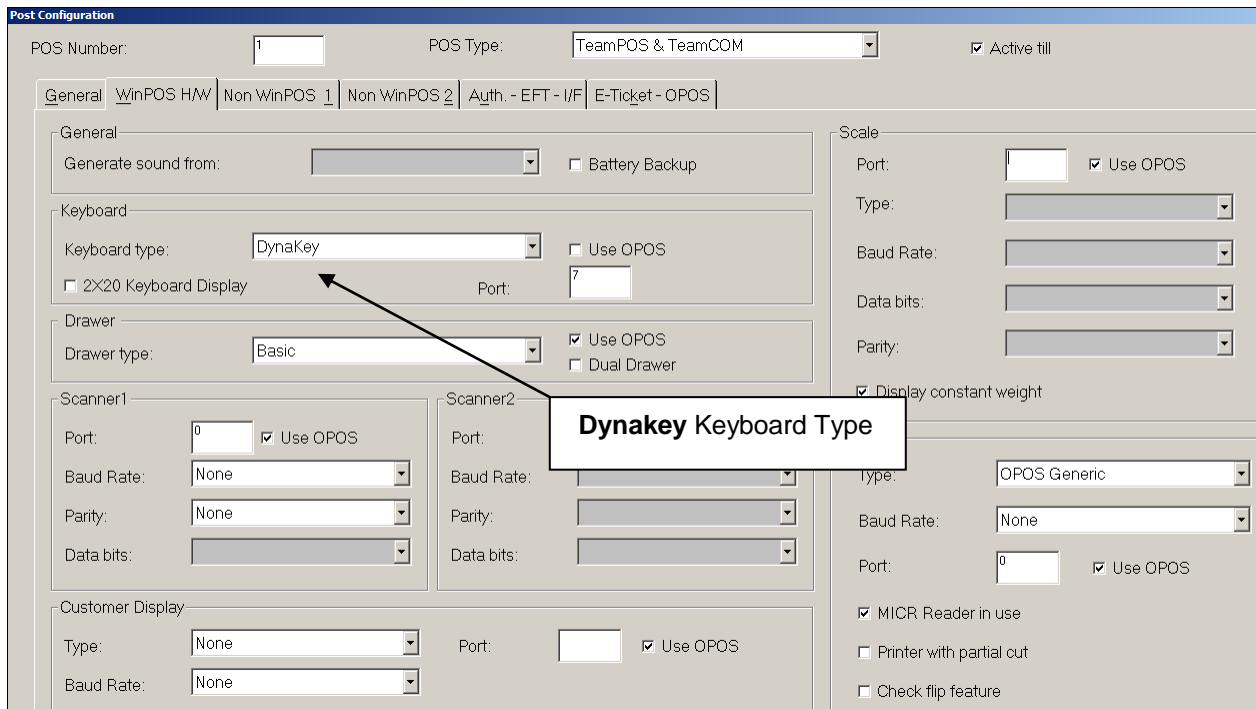 Post Configuration
POS Number: 1 POS Type: TeamPOS & TeamCOM Active till
General WinPOS H/W Non WinPOS 1 Non WinPOS 2 Auth. - EFT - I/F E-Ticket - OPOS
General
Generate sound from: Battery Backup
Keyboard
Keyboard type: DynaKey Use OPOS
2X20 Keyboard Display Port: 7
Drawer
Drawer type: Basic Use OPOS
Dual Drawer
Scanner1
Port: 0 Use OPOS
Baud Rate: None
Parity: None
Data bits:
Scanner2
Port:
Baud Rate:
Parity:
Data bits:
Dynakey Keyboard Type
Customer Display
Type: None Port: Use OPOS
Baud Rate: None
Scale
Port: Use OPOS
Type:
Baud Rate:
Data bits:
Parity:
Display constant weight
Type: OPOS Generic
Baud Rate: None
Port: 0 Use OPOS
MICR Reader in use
Printer with partial cut
Check flip feature